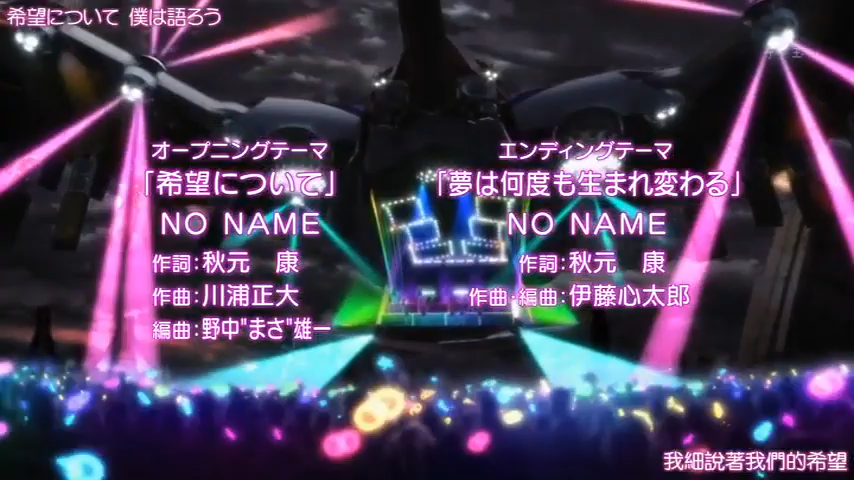 希望について 僕は語ろう
オープニングテーマ
「希望について」
NO NAME
作詞:秋元　康
作曲:川浦正大
編曲:野中"まさ"雄一
エンディングテーマ
「夢は何度も生まれ変わる」
NO NAME
作詞:秋元　康
作曲・編曲:伊藤心太郎
我細說著我們的希望